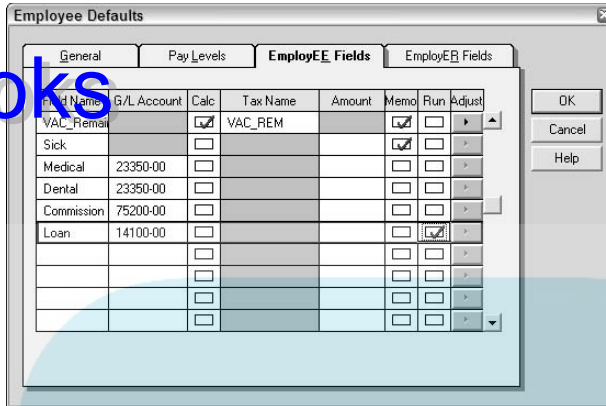 Employee Defaults
General Pay Levels EmployEE Fields EmployER Fields
oks
Field Name G/L Account Calc Tax Name Amount Memo Run Adjust
VAC_Remain VAC_REM
Sick
Medical 23350-00
Dental 23350-00
Commission 75200-00
Loan 14100-00
OK
Cancel
Help